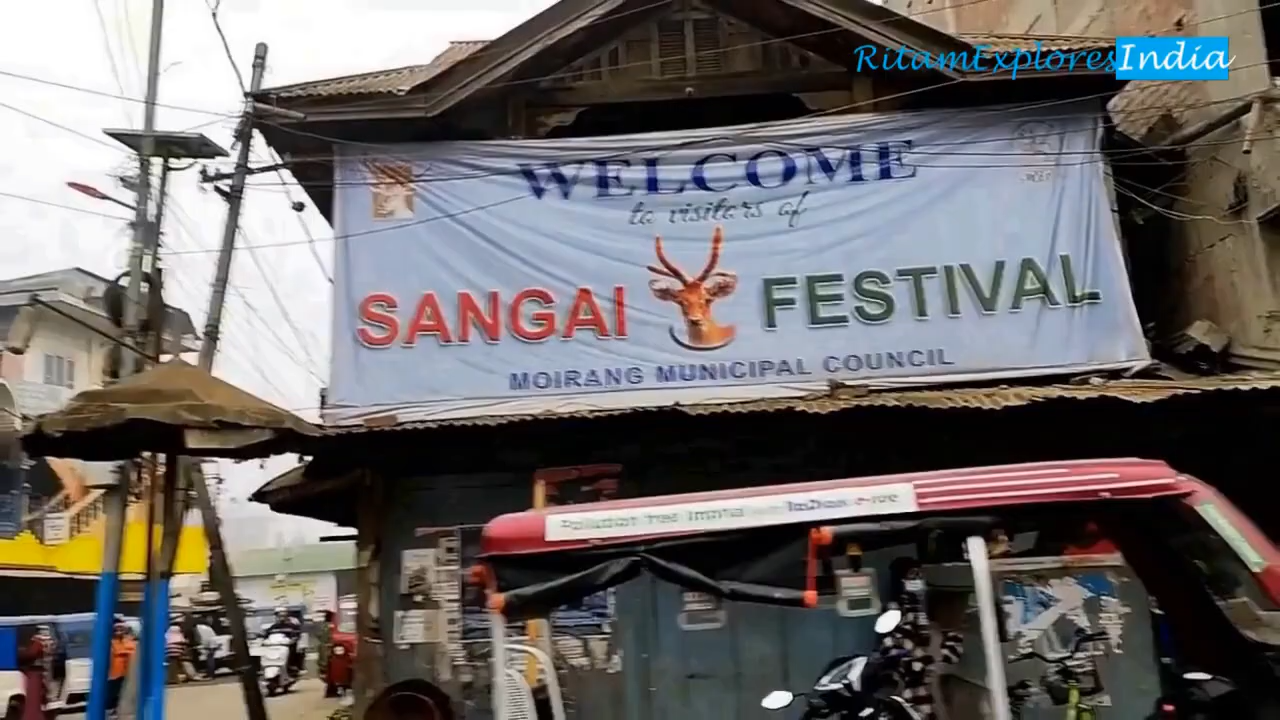 RitamExploresIndia
WELCOME
to visitors of
SANGAI FESTIVAL
MOIRANG MUNICIPAL COUNCIL